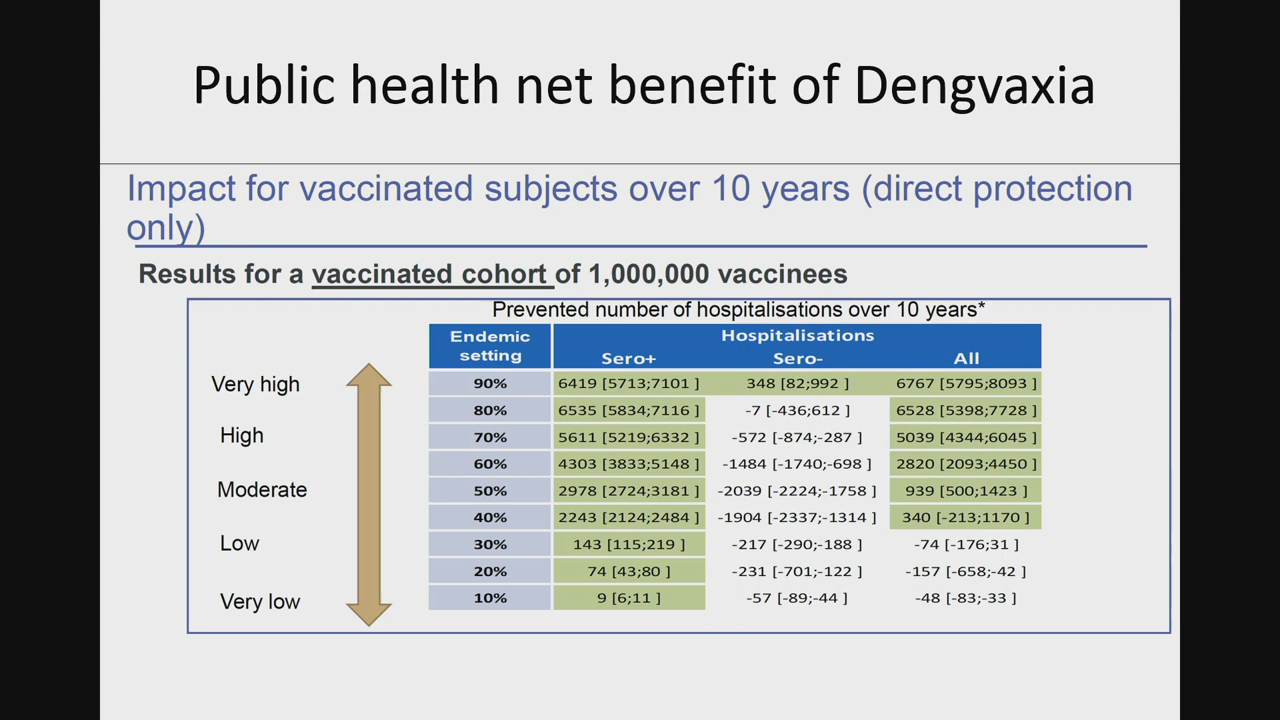 Public health net benefit of Dengvaxia
Impact for vaccinated subjects over 10 years (direct protection
only)
Results for a vaccinated cohort of 1,000,000 vaccinees
Prevented number of hospitalisations over 10 years*
Endemic setting Hospitalisations
Sero+ Sero- All
Very high 90% 6419 [5713;7101 ] 348 [82;992 ] 6767 [5795;8093 ]
80% 6535 [5834;7116 ] -7 [-436;612 ] 6528 [5398;7728 ]
High 70% 5611 [5219;6332 ] -572 [-874;-287 ] 5039 [4344;6045 ]
60% 4303 [3833;5148 ] -1484 [-1740;-698 ] 2820 [2093;4450 ]
Moderate 50% 2978 [2724;3181 ] -2039 [-2224;-1758 ] 939 [500;1423 ]
40% 2243 [2124;2484 ] -1904 [-2337;-1314 ] 340 [-213;1170 ]
Low 30% 143 [115;219 ] -217 [-290;-188 ] -74 [-176;31 ]
20% 74 [43;80 ] -231 [-701;-122 ] -157 [-658;-42 ]
Very low 10% 9 [6;11 ] -57 [-89;-44 ] -48 [-83;-33 ]